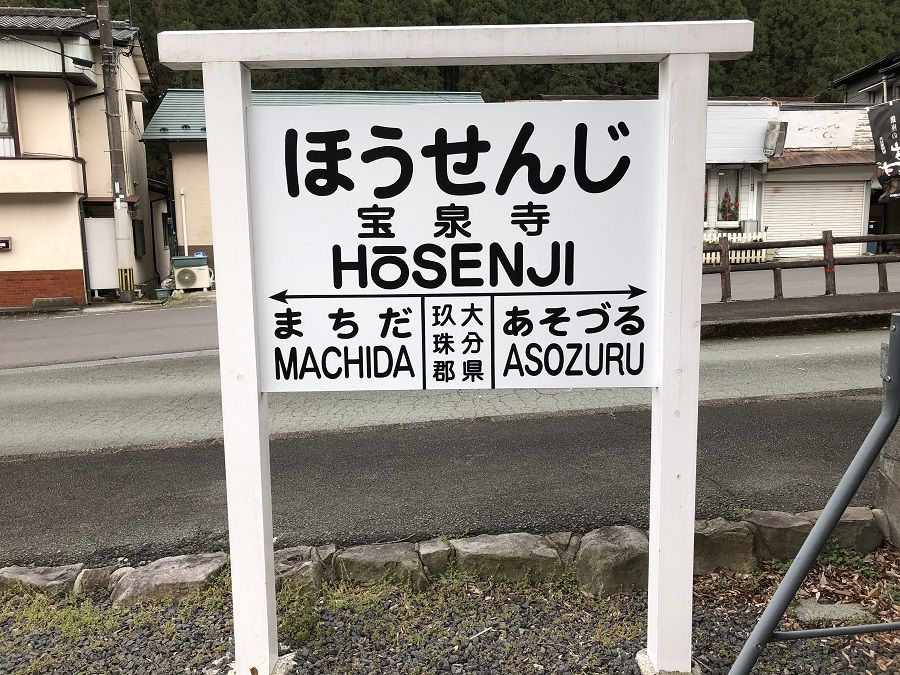 ほうせんじ
宝泉寺
HōSENJI
まちだ
MACHIDA
大分県
玖珠郡
あそづる
ASOZURU